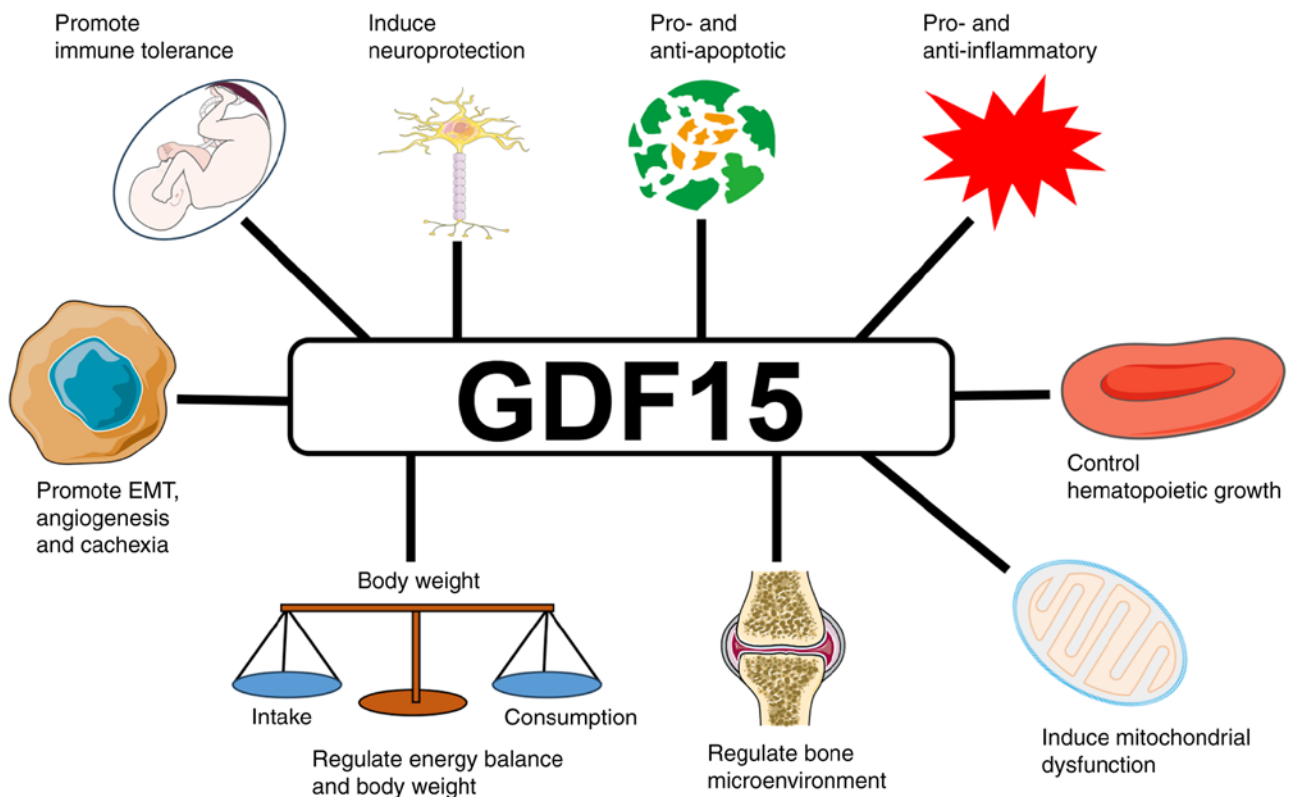 Promote
immune tolerance
Induce
neuroprotection
Pro- and
anti-apoptotic
Pro- and
anti-inflammatory
GDF15
Promote EMT,
angiogenesis
and cachexia
Control
hematopoietic growth
Body weight
Intake
Consumption
Regulate energy balance
and body weight
Regulate bone
microenvironment
Induce mitochondrial
dysfunction